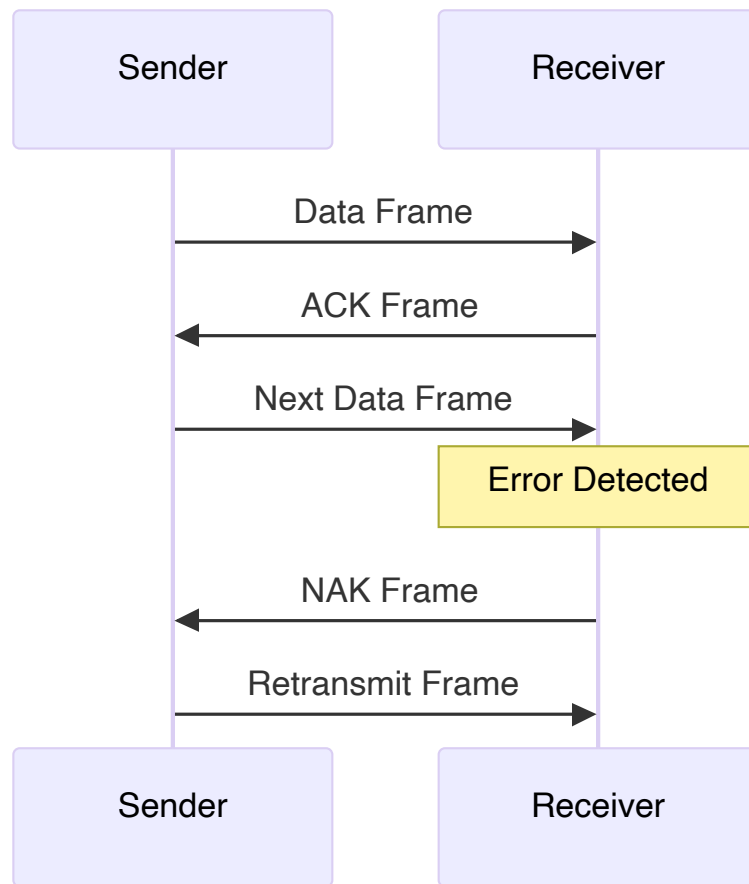 Sender
Receiver
Data Frame
ACK Frame
Next Data Frame
Error Detected
NAK Frame
Retransmit Frame
Sender
Receiver